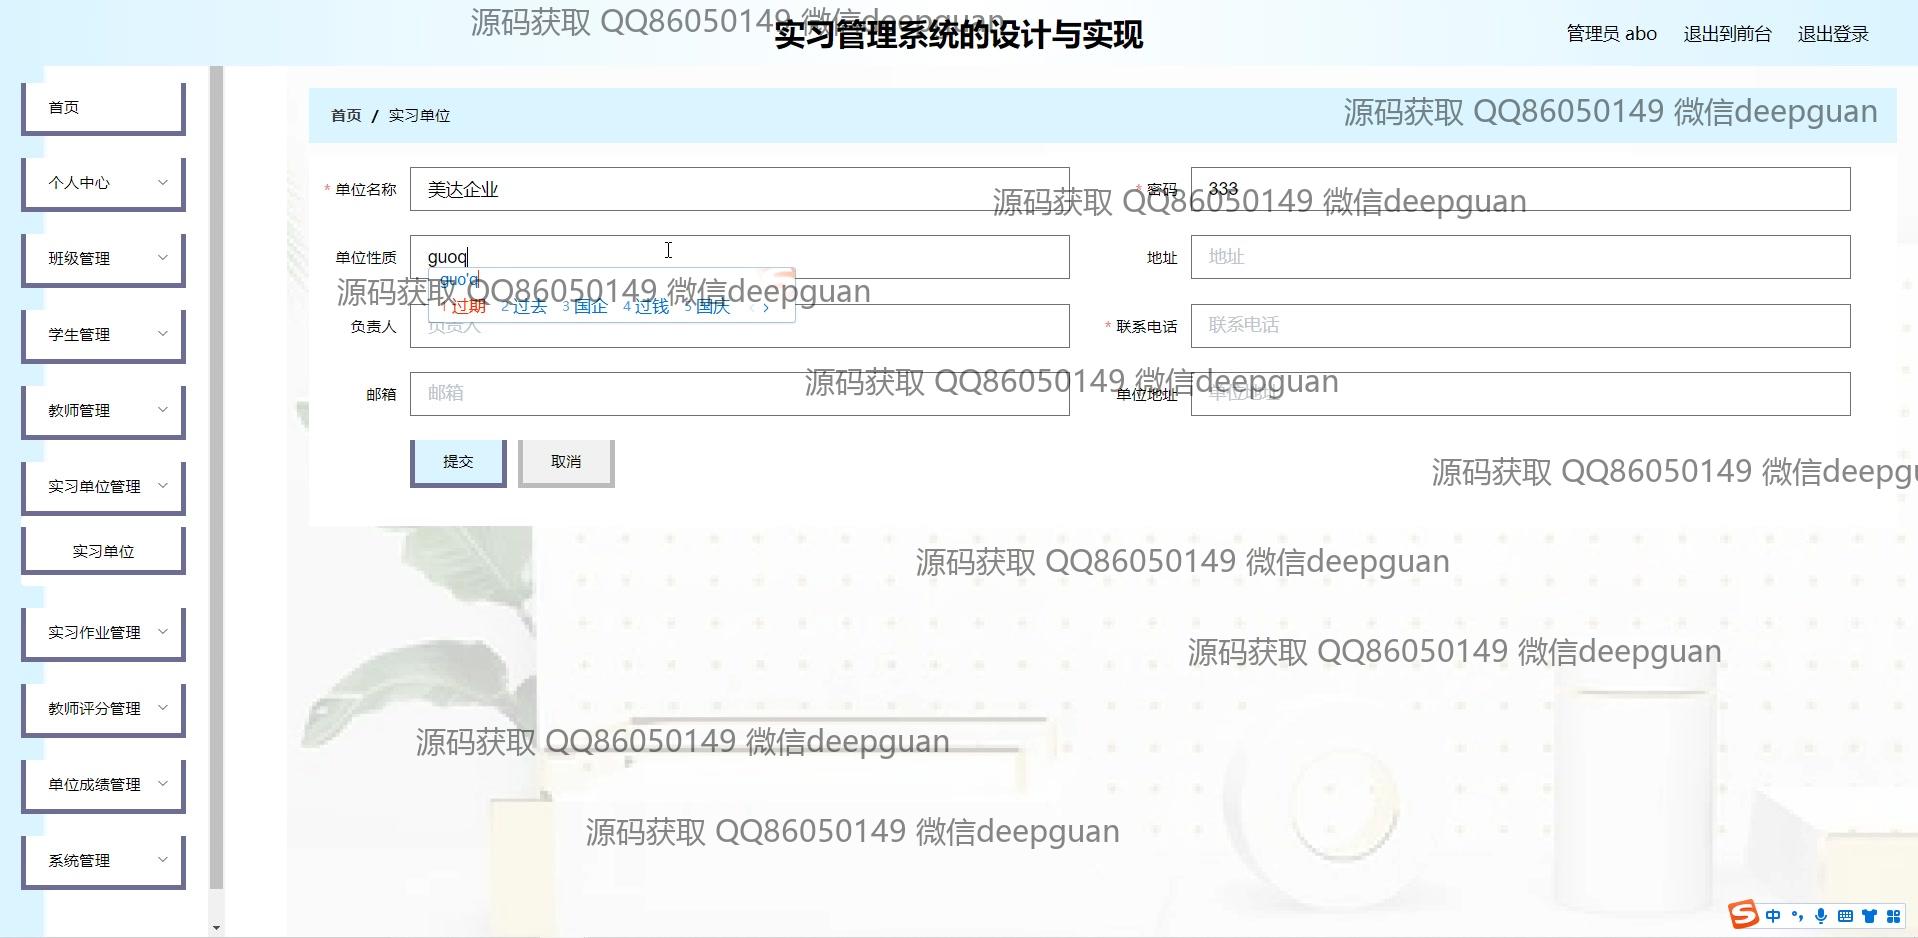 源码获取 QQ86050149 微信deepguan
实习管理系统的设计与实现
管理员 abo
退出到前台
退出登录
首页
个人中心
班级管理
学生管理
教师管理
实习单位管理
实习单位
实习作业管理
教师评分管理
单位成绩管理
系统管理
首页 / 实习单位
源码获取 QQ86050149 微信deepguan
* 单位名称
美达企业
* 密码
333
源码获取 QQ86050149 微信deepguan
单位性质
guoq
地址
地址
guo'q
1 过期 2 过去 3 国企 4 过钱 5 国庆
源码获取 QQ86050149 微信deepguan
负责人
负责人
* 联系电话
联系电话
邮箱
邮箱
源码获取 QQ86050149 微信deepguan
单位地址
单位地址
提交
取消
源码获取 QQ86050149 微信deepgu
源码获取 QQ86050149 微信deepguan
源码获取 QQ86050149 微信deepguan
源码获取 QQ86050149 微信deepguan
源码获取 QQ86050149 微信deepguan
中